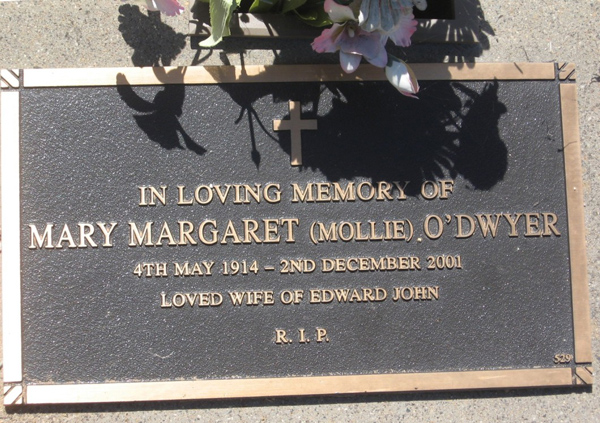 IN LOVING MEMORY OF
MARY MARGARET (MOLLIE) O'DWYER
4TH MAY 1914 – 2ND DECEMBER 2001
LOVED WIFE OF EDWARD JOHN
R. I. P.
529